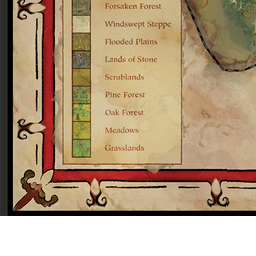 Forsaken Forest
Windswept Steppe
Flooded Plains
Lands of Stone
Scrublands
Pine Forest
Oak Forest
Meadows
Grasslands